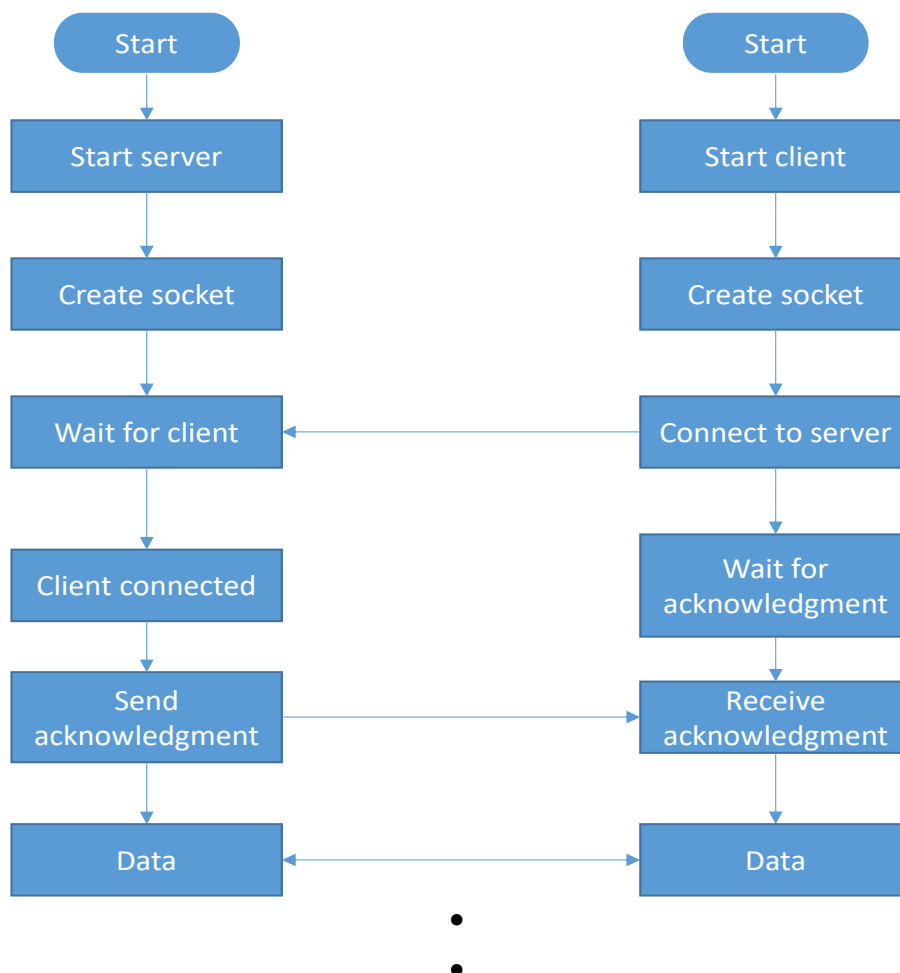 Start
Start server
Create socket
Wait for client
Client connected
Send
acknowledgment
Data
Start
Start client
Create socket
Connect to server
Wait for
acknowledgment
Receive
acknowledgment
Data